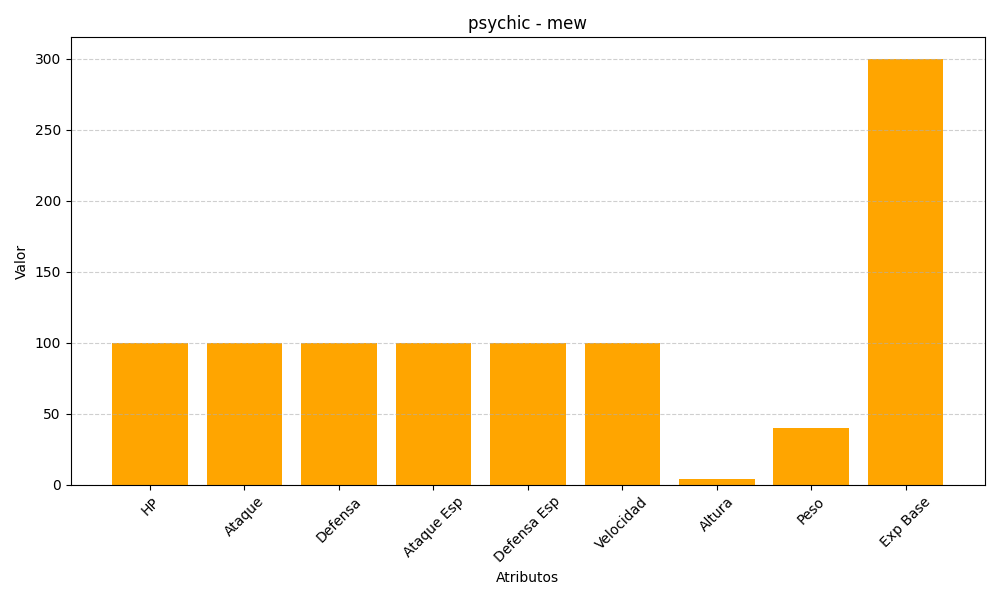 psychic - mew
Valor
300
250
200
150
100
50
0
HP
Ataque
Defensa
Ataque Esp
Defensa Esp
Velocidad
Altura
Peso
Exp Base
Atributos